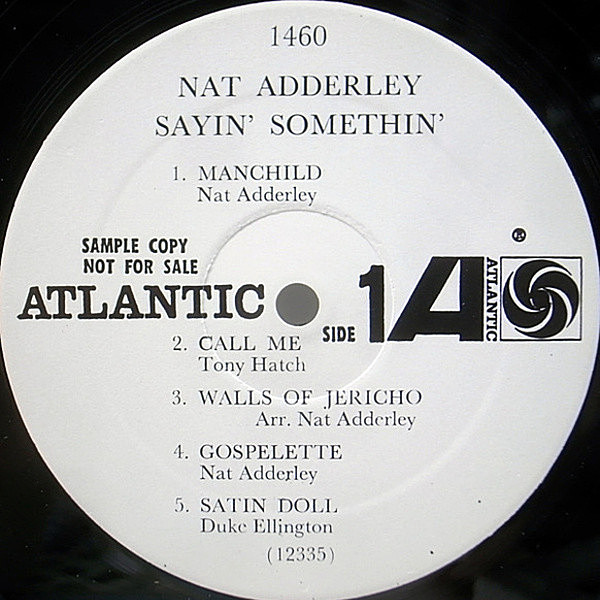 1460
NAT ADDERLEY
SAYIN' SOMETHIN'
1. MANCHILD
Nat Adderley
SAMPLE COPY
NOT FOR SALE
ATLANTIC
SIDE 1A
ATLANTIC
®
2. CALL ME
Tony Hatch
3. WALLS OF JERICHO
Arr. Nat Adderley
4. GOSPELETTE
Nat Adderley
5. SATIN DOLL
Duke Ellington
(12335)